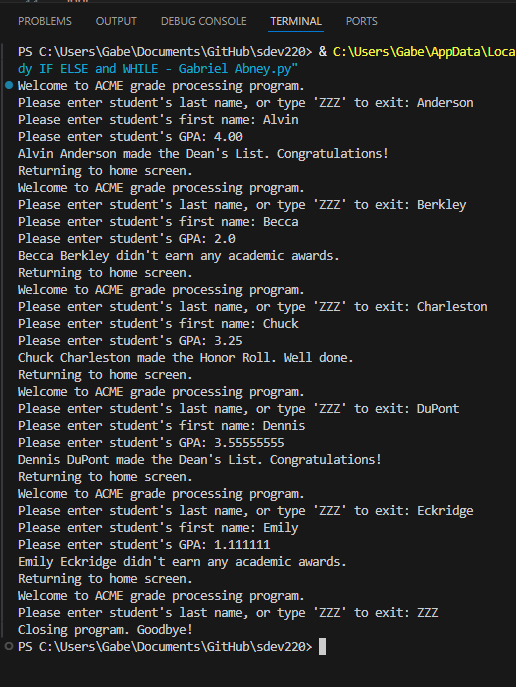 PROBLEMS OUTPUT DEBUG CONSOLE TERMINAL PORTS
PS C:\Users\Gabe\Documents\GitHub\sdev220> & C:\Users\Gabe\AppData\Loca
dy IF ELSE and WHILE - Gabriel Abney.py"
Welcome to ACME grade processing program.
Please enter student's last name, or type 'ZZZ' to exit: Anderson
Please enter student's first name: Alvin
Please enter student's GPA: 4.00
Alvin Anderson made the Dean's List. Congratulations!
Returning to home screen.
Welcome to ACME grade processing program.
Please enter student's last name, or type 'ZZZ' to exit: Berkley
Please enter student's first name: Becca
Please enter student's GPA: 2.0
Becca Berkley didn't earn any academic awards.
Returning to home screen.
Welcome to ACME grade processing program.
Please enter student's last name, or type 'ZZZ' to exit: Charleston
Please enter student's first name: Chuck
Please enter student's GPA: 3.25
Chuck Charleston made the Honor Roll. Well done.
Returning to home screen.
Welcome to ACME grade processing program.
Please enter student's last name, or type 'ZZZ' to exit: DuPont
Please enter student's first name: Dennis
Please enter student's GPA: 3.55555555
Dennis DuPont made the Dean's List. Congratulations!
Returning to home screen.
Welcome to ACME grade processing program.
Please enter student's last name, or type 'ZZZ' to exit: Eckridge
Please enter student's first name: Emily
Please enter student's GPA: 1.111111
Emily Eckridge didn't earn any academic awards.
Returning to home screen.
Welcome to ACME grade processing program.
Please enter student's last name, or type 'ZZZ' to exit: ZZZ
Closing program. Goodbye!
PS C:\Users\Gabe\Documents\GitHub\sdev220>